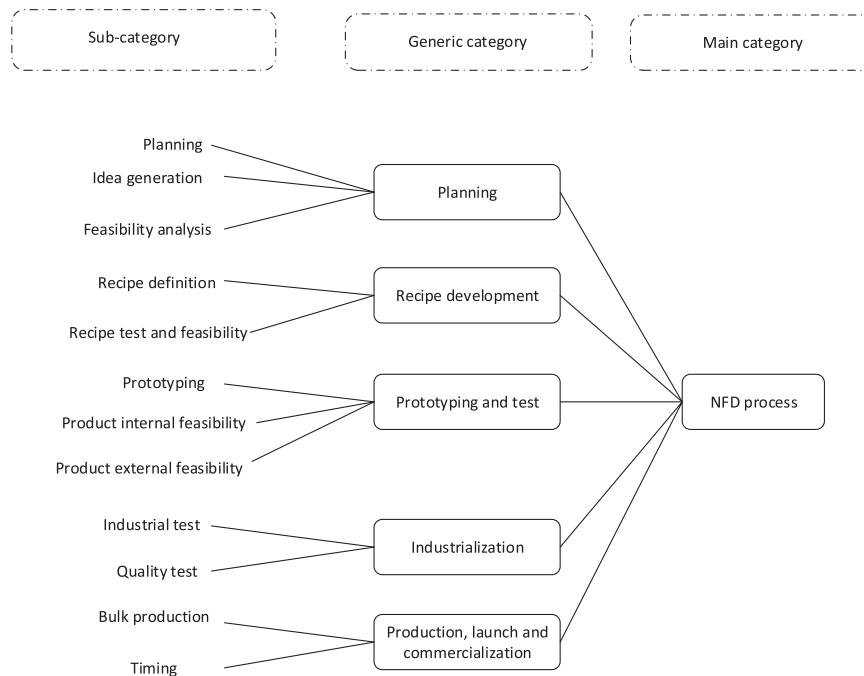 Sub-category
Generic category
Main category
Planning
Idea generation
Feasibility analysis
Planning
Recipe definition
Recipe test and feasibility
Recipe development
Prototyping
Product internal feasibility
Product external feasibility
Prototyping and test
NFD process
Industrial test
Quality test
Industrialization
Bulk production
Timing
Production, launch and
commercialization